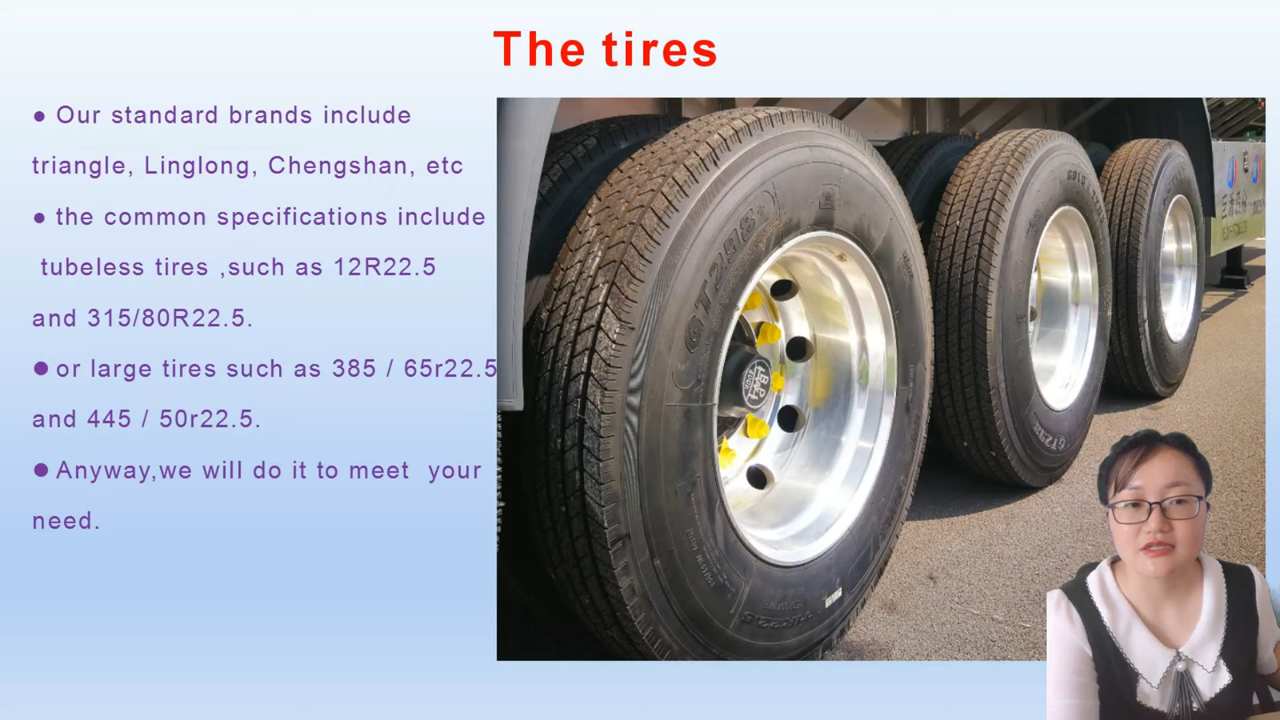 The tires
● Our standard brands include
triangle, Linglong, Chengshan, etc
● the common specifications include
tubeless tires ,such as 12R22.5
and 315/80R22.5.
● or large tires such as 385 / 65r22.5
and 445 / 50r22.5.
● Anyway,we will do it to meet your
need.
GT298+
BPW